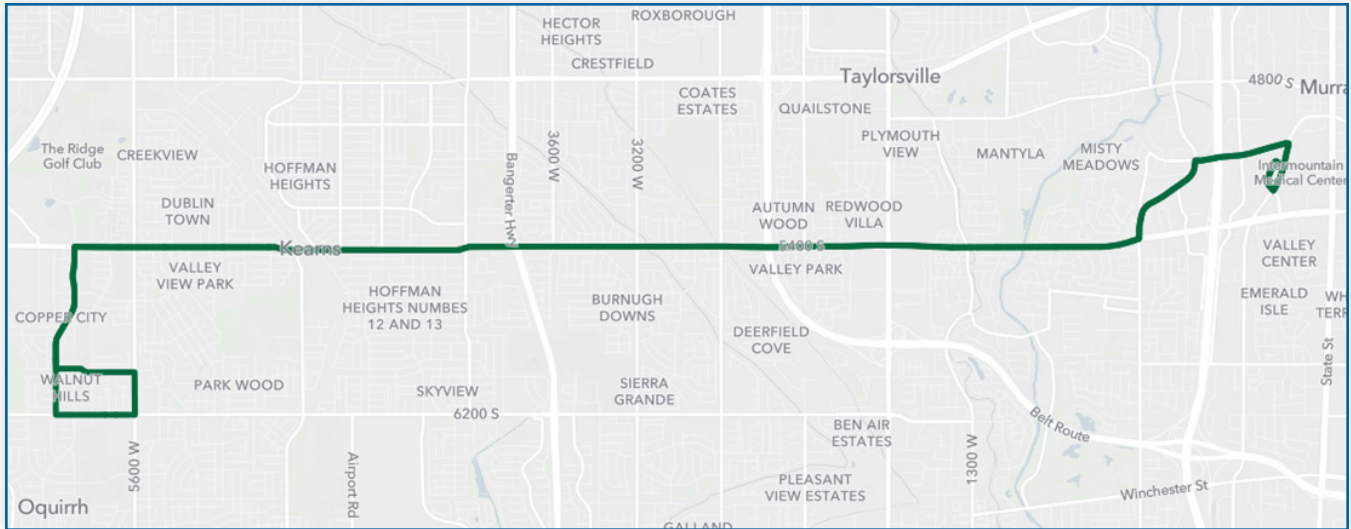 ROXBOROUGH
HECTOR
HEIGHTS
CRESTFIELD
Taylorsville
4800 S
Murra
COATES
ESTATES
QUAILSTONE
The Ridge
Golf Club
CREEKVIEW
HOFFMAN
HEIGHTS
Bangerter Hwy
3600 W
3200 W
PLYMOUTH
VIEW
MANTYLA
MISTY
MEADOWS
Intermountain
Medical Center
DUBLIN
TOWN
AUTUMN
WOOD
REDWOOD
VILLA
Kearns
5400 S
VALLEY
VIEW PARK
VALLEY PARK
VALLEY
CENTER
HOFFMAN
HEIGHTS NUMBES
12 AND 13
BURNUGH
DOWNS
EMERALD
ISLE
WH
TERR
COPPER CITY
DEERFIELD
COVE
State St
WALNUT
HILLS
PARK WOOD
SKYVIEW
SIERRA
GRANDE
6200 S
5600 W
Airport Rd
BEN AIR
ESTATES
1300 W
Belt Route
PLEASANT
VIEW ESTATES
Winchester St
Oquirrh
GALLAND